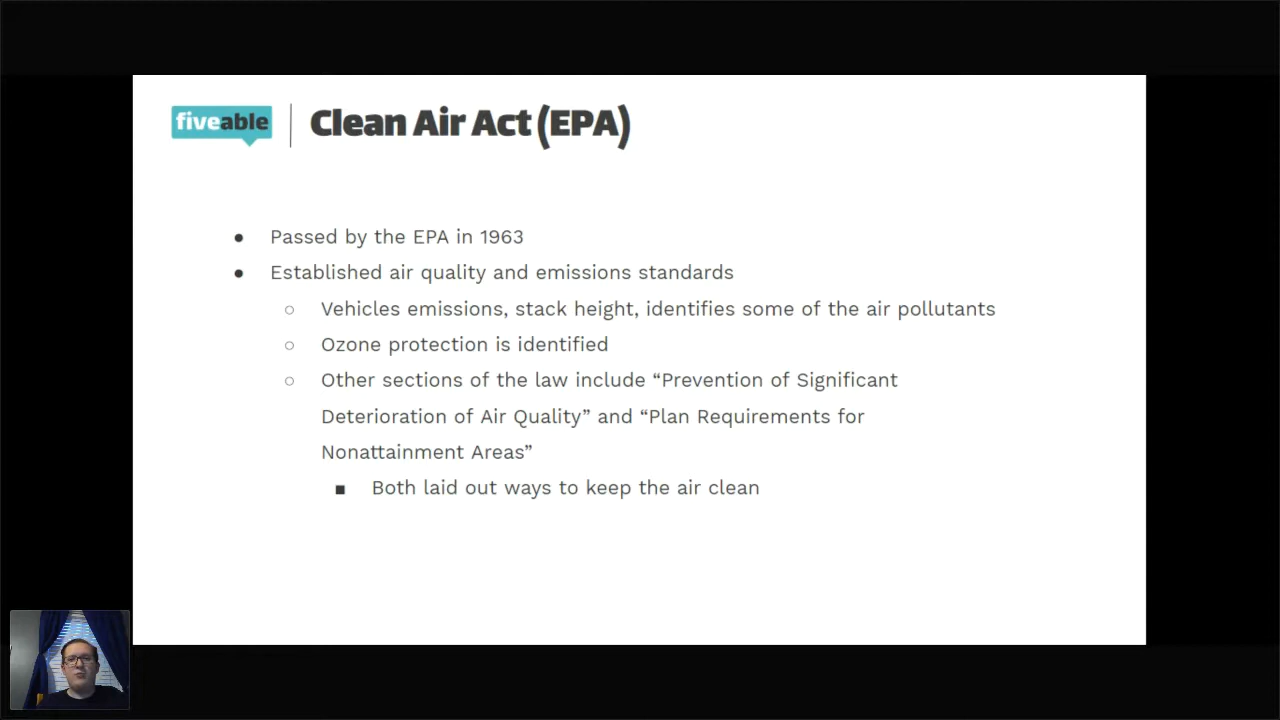 fiveable
Clean Air Act (EPA)
● Passed by the EPA in 1963
● Established air quality and emissions standards
○ Vehicles emissions, stack height, identifies some of the air pollutants
○ Ozone protection is identified
○ Other sections of the law include “Prevention of Significant
Deterioration of Air Quality” and “Plan Requirements for
Nonattainment Areas”
■ Both laid out ways to keep the air clean